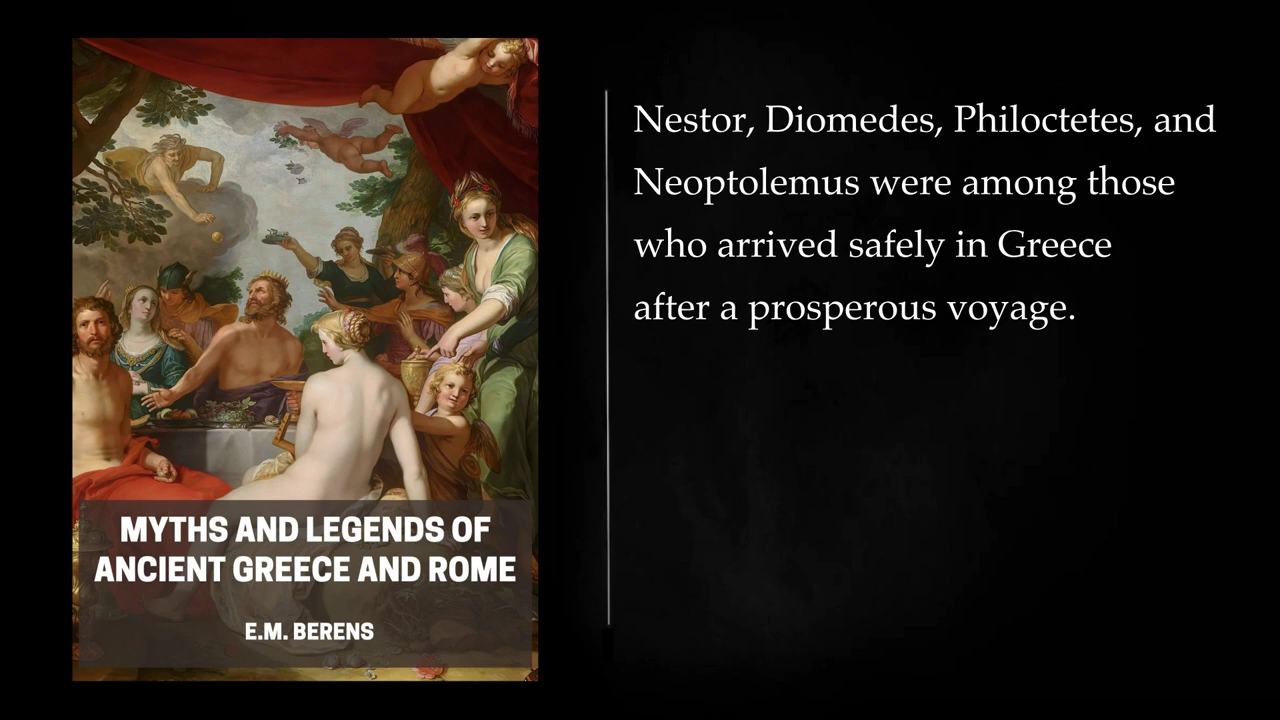 MYTHS AND LEGENDS OF
ANCIENT GREECE AND ROME
E.M. BERENS
Nestor, Diomedes, Philoctetes, and
Neoptolemus were among those
who arrived safely in Greece
after a prosperous voyage.